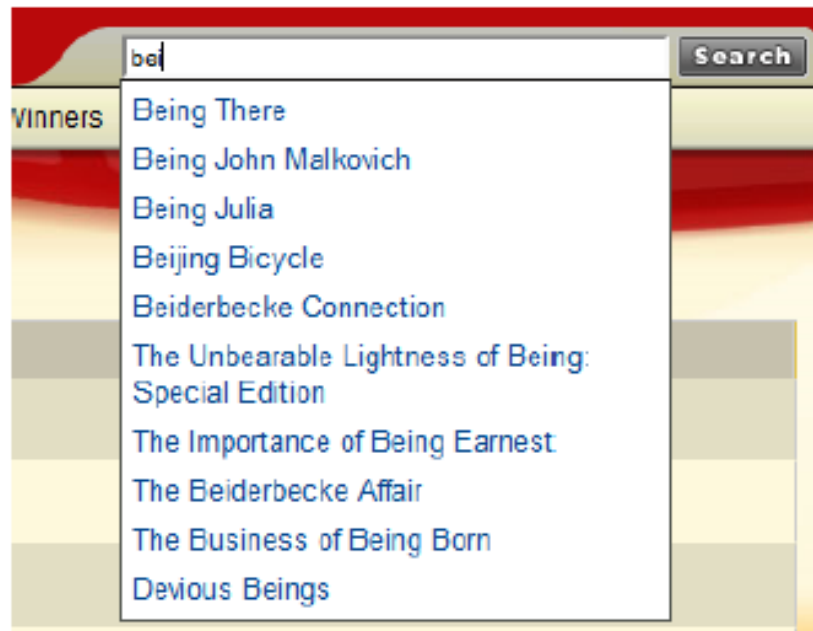 bei
Search
Winners
Being There
Being John Malkovich
Being Julia
Beijing Bicycle
Beiderbecke Connection
The Unbearable Lightness of Being:
Special Edition
The Importance of Being Earnest
The Beiderbecke Affair
The Business of Being Born
Devious Beings